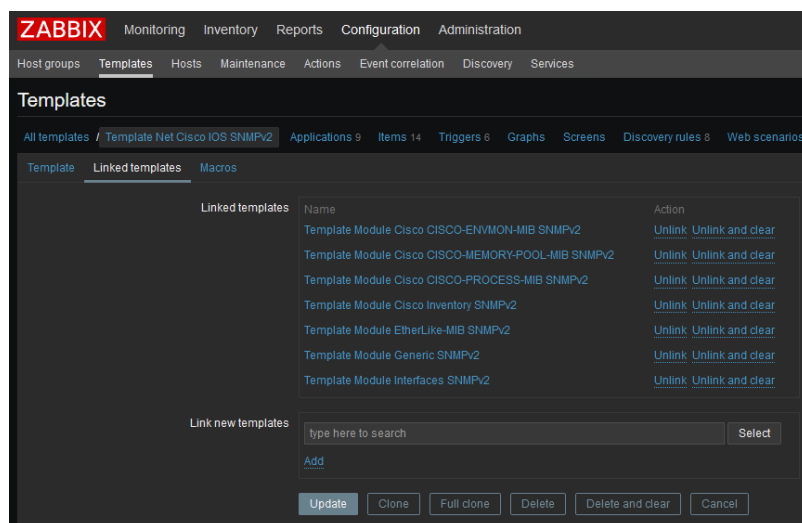 ZABBIX Monitoring Inventory Reports Configuration Administration
Host groups Templates Hosts Maintenance Actions Event correlation Discovery Services
Templates
All templates / Template Net Cisco IOS SNMPv2 Applications 9 Items 14 Triggers 6 Graphs Screens Discovery rules 8 Web scenarios
Template Linked templates Macros
Linked templates Name Action
Template Module Cisco CISCO-ENVMON-MIB SNMPv2 Unlink Unlink and clear
Template Module Cisco CISCO-MEMORY-POOL-MIB SNMPv2 Unlink Unlink and clear
Template Module Cisco CISCO-PROCESS-MIB SNMPv2 Unlink Unlink and clear
Template Module Cisco Inventory SNMPv2 Unlink Unlink and clear
Template Module EtherLike-MIB SNMPv2 Unlink Unlink and clear
Template Module Generic SNMPv2 Unlink Unlink and clear
Template Module Interfaces SNMPv2 Unlink Unlink and clear
Link new templates type here to search Select
Add
Update Clone Full clone Delete Delete and clear Cancel